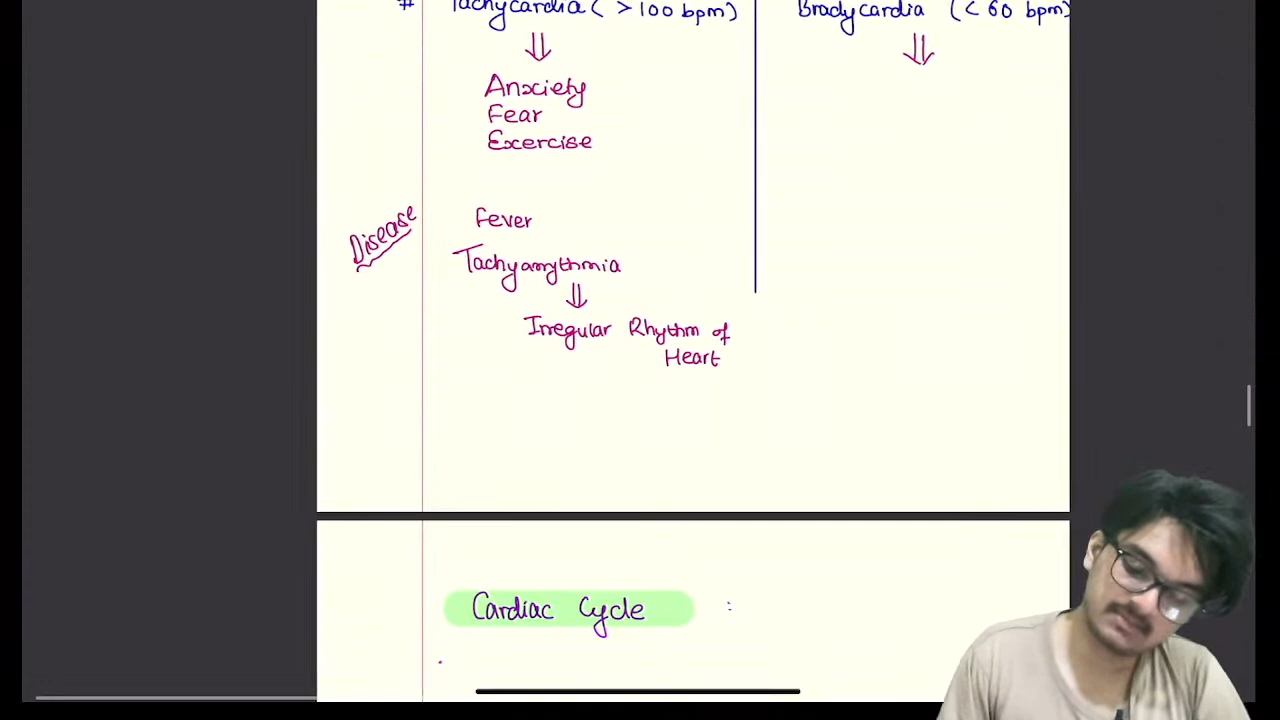 # Tachycardia ( > 100 bpm)
Bradycardia ( < 60 bpm)
Anxiety
Fear
Exercise
Disease
Fever
Tachyarrythmia
Irregular Rhythm of
Heart
Cardiac Cycle :